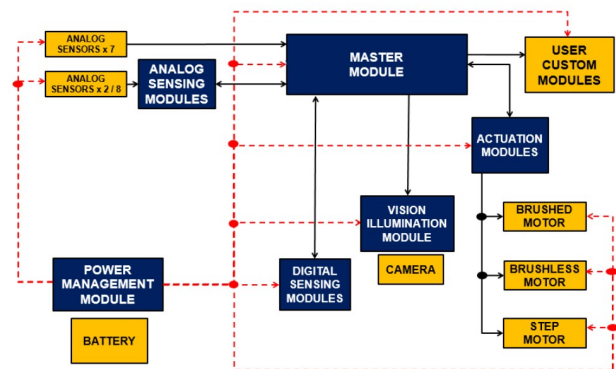 ANALOG
SENSORS x 7
ANALOG
SENSORS x 2 / 8
ANALOG
SENSING
MODULES
MASTER
MODULE
USER
CUSTOM
MODULES
ACTUATION
MODULES
VISION
ILLUMINATION
MODULE
CAMERA
BRUSHED
MOTOR
POWER
MANAGEMENT
MODULE
DIGITAL
SENSING
MODULES
BRUSHLESS
MOTOR
BATTERY
STEP
MOTOR